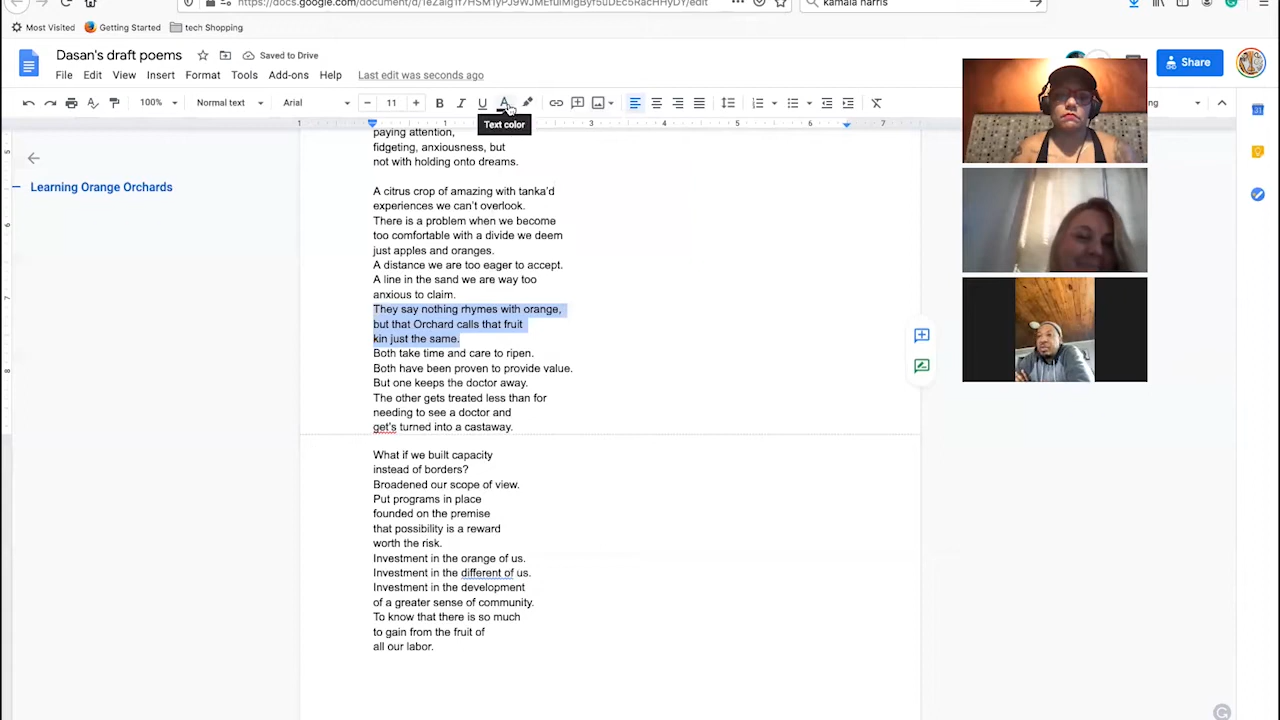 kamala harris
Most Visited
Getting Started
tech Shopping
Dasan's draft poems
Saved to Drive
File Edit View Insert Format Tools Add-ons Help Last edit was seconds ago
Share
100% Normal text Arial 11
Text color
1 1 3 4 5 7
Learning Orange Orchards
paying attention,
fidgeting, anxiousness, but
not with holding onto dreams.
A citrus crop of amazing with tanka'd
experiences we can't overlook.
There is a problem when we become
too comfortable with a divide we deem
just apples and oranges.
A distance we are too eager to accept.
A line in the sand we are way too
anxious to claim.
They say nothing rhymes with orange,
but that Orchard calls that fruit
kin just the same.
Both take time and care to ripen.
Both have been proven to provide value.
But one keeps the doctor away.
The other gets treated less than for
needing to see a doctor and
get's turned into a castaway.
What if we built capacity
instead of borders?
Broadened our scope of view.
Put programs in place
founded on the premise
that possibility is a reward
worth the risk.
Investment in the orange of us.
Investment in the different of us.
Investment in the development
of a greater sense of community.
To know that there is so much
to gain from the fruit of
all our labor.